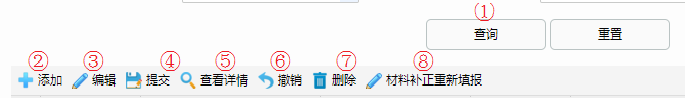 ①
查询 重置
② ③ ④ ⑤ ⑥ ⑦ ⑧
添加 编辑 提交 查看详情 撤销 删除 材料补正重新填报